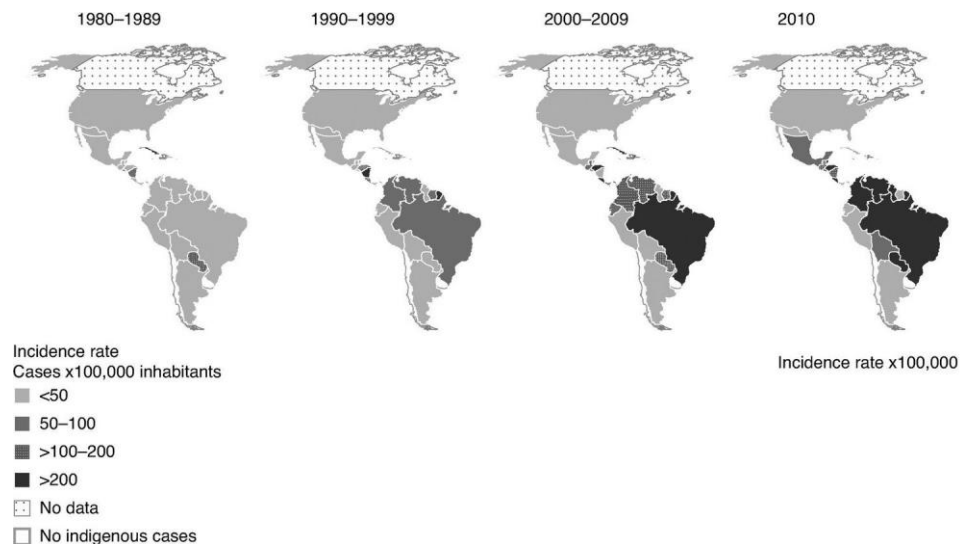 1980–1989
1990–1999
2000–2009
2010
Incidence rate
Cases x100,000 inhabitants
<50
50–100
>100–200
>200
No data
No indigenous cases
Incidence rate x100,000